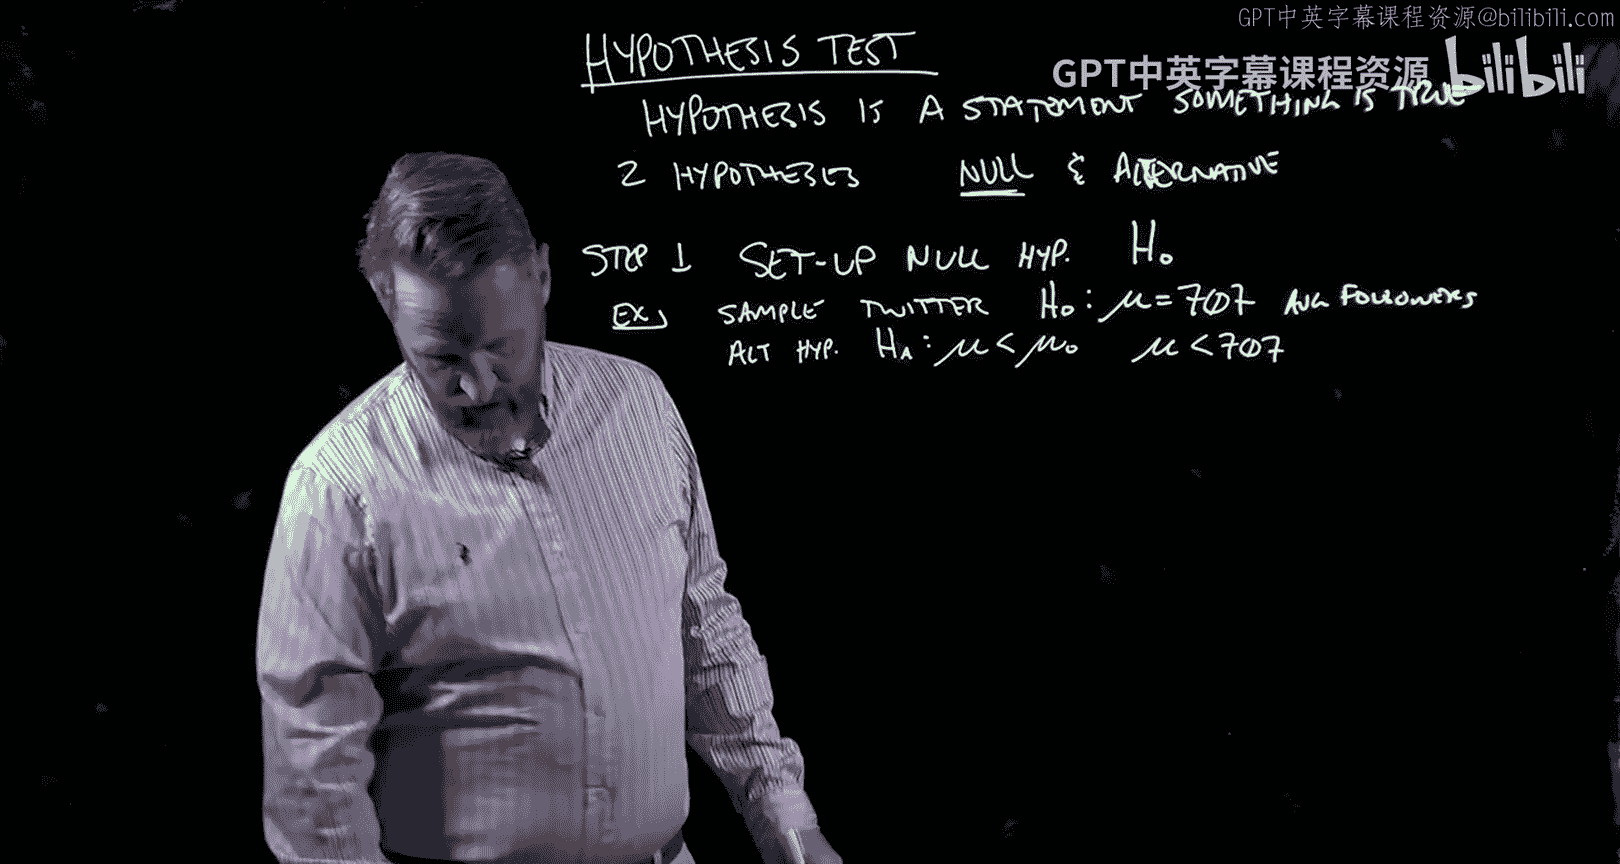 GPT中英字幕课程资源@bilibili.com
GPT中英字幕课程资源 bilibili
HYPOTHESIS TEST
HYPOTHESIS IS A STATEMENT SOMETHING IS TRUE
2 HYPOTHESES NULL & ALTERNATIVE
STEP 1 SET-UP NULL HYP. H₀
EX) SAMPLE TWITTER H₀: μ = 707 AVG FOLLOWERS
ALT HYP. Hₐ: μ < μ₀ μ < 707